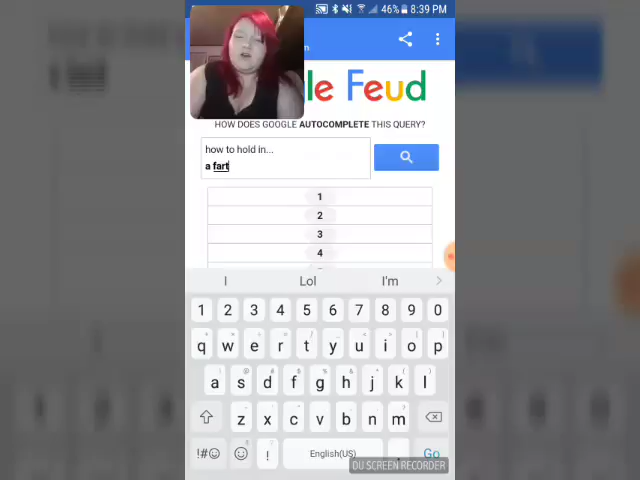 46% 8:39 PM
n
le Feud
HOW DOES GOOGLE AUTOCOMPLETE THIS QUERY?
how to hold in...
a fart
1
2
3
4
I Lol I'm
1 2 3 4 5 6 7 8 9 0
q w e r t y u i o p
a s d f g h j k l
z x c v b n m
!#☺ ! English(US) . Go
DU SCREEN RECORDER